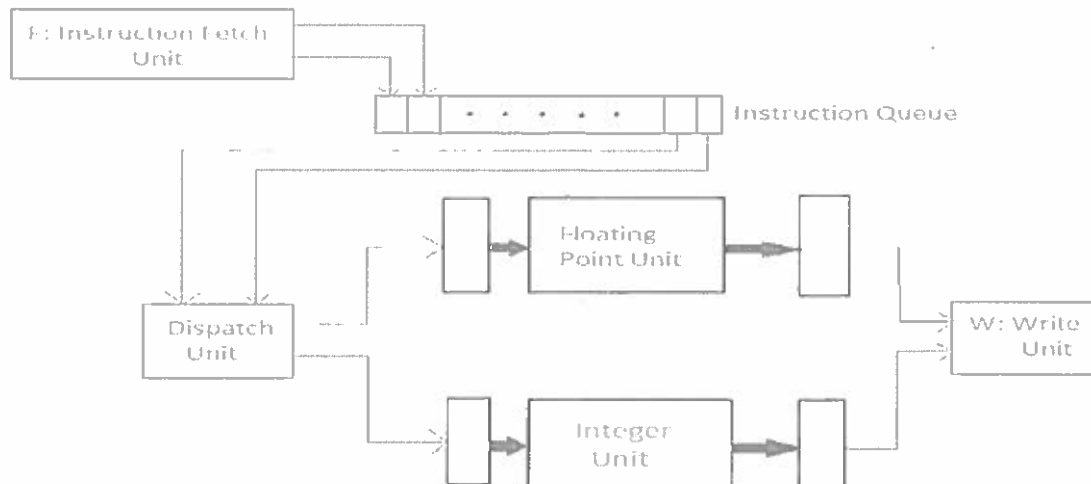 F: Instruction Fetch
Unit
Instruction Queue
Floating
Point Unit
Dispatch
Unit
W: Write
Unit
Integer
Unit